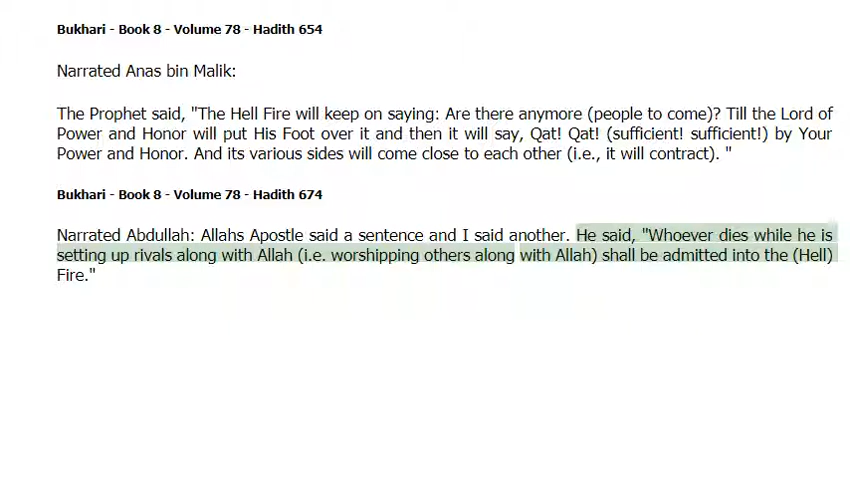 Bukhari - Book 8 - Volume 78 - Hadith 654
Narrated Anas bin Malik:
The Prophet said, "The Hell Fire will keep on saying: Are there anymore (people to come)? Till the Lord of
Power and Honor will put His Foot over it and then it will say, Qat! Qat! (sufficient! sufficient!) by Your
Power and Honor. And its various sides will come close to each other (i.e., it will contract). "
Bukhari - Book 8 - Volume 78 - Hadith 674
Narrated Abdullah: Allahs Apostle said a sentence and I said another. He said, "Whoever dies while he is
setting up rivals along with Allah (i.e. worshipping others along with Allah) shall be admitted into the (Hell)
Fire."